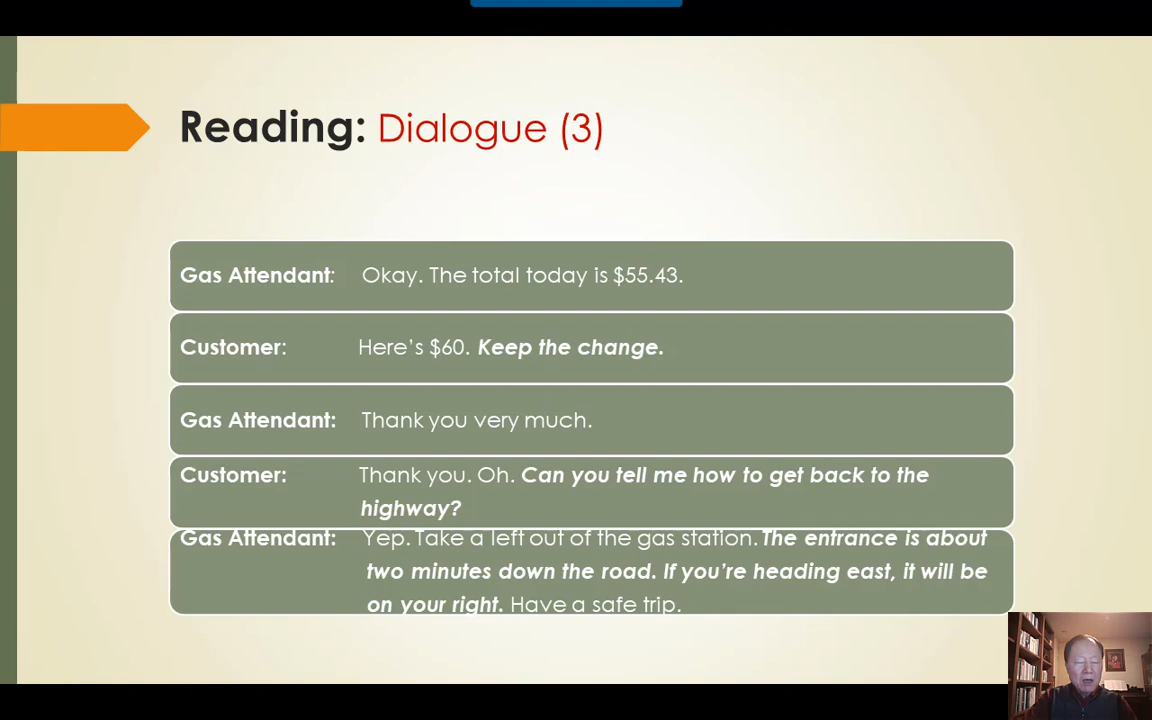 Reading: Dialogue (3)
Gas Attendant: Okay. The total today is $55.43.
Customer: Here's $60. Keep the change.
Gas Attendant: Thank you very much.
Customer: Thank you. Oh. Can you tell me how to get back to the
highway?
Gas Attendant: Yep. Take a left out of the gas station. The entrance is about
two minutes down the road. If you're heading east, it will be
on your right. Have a safe trip.